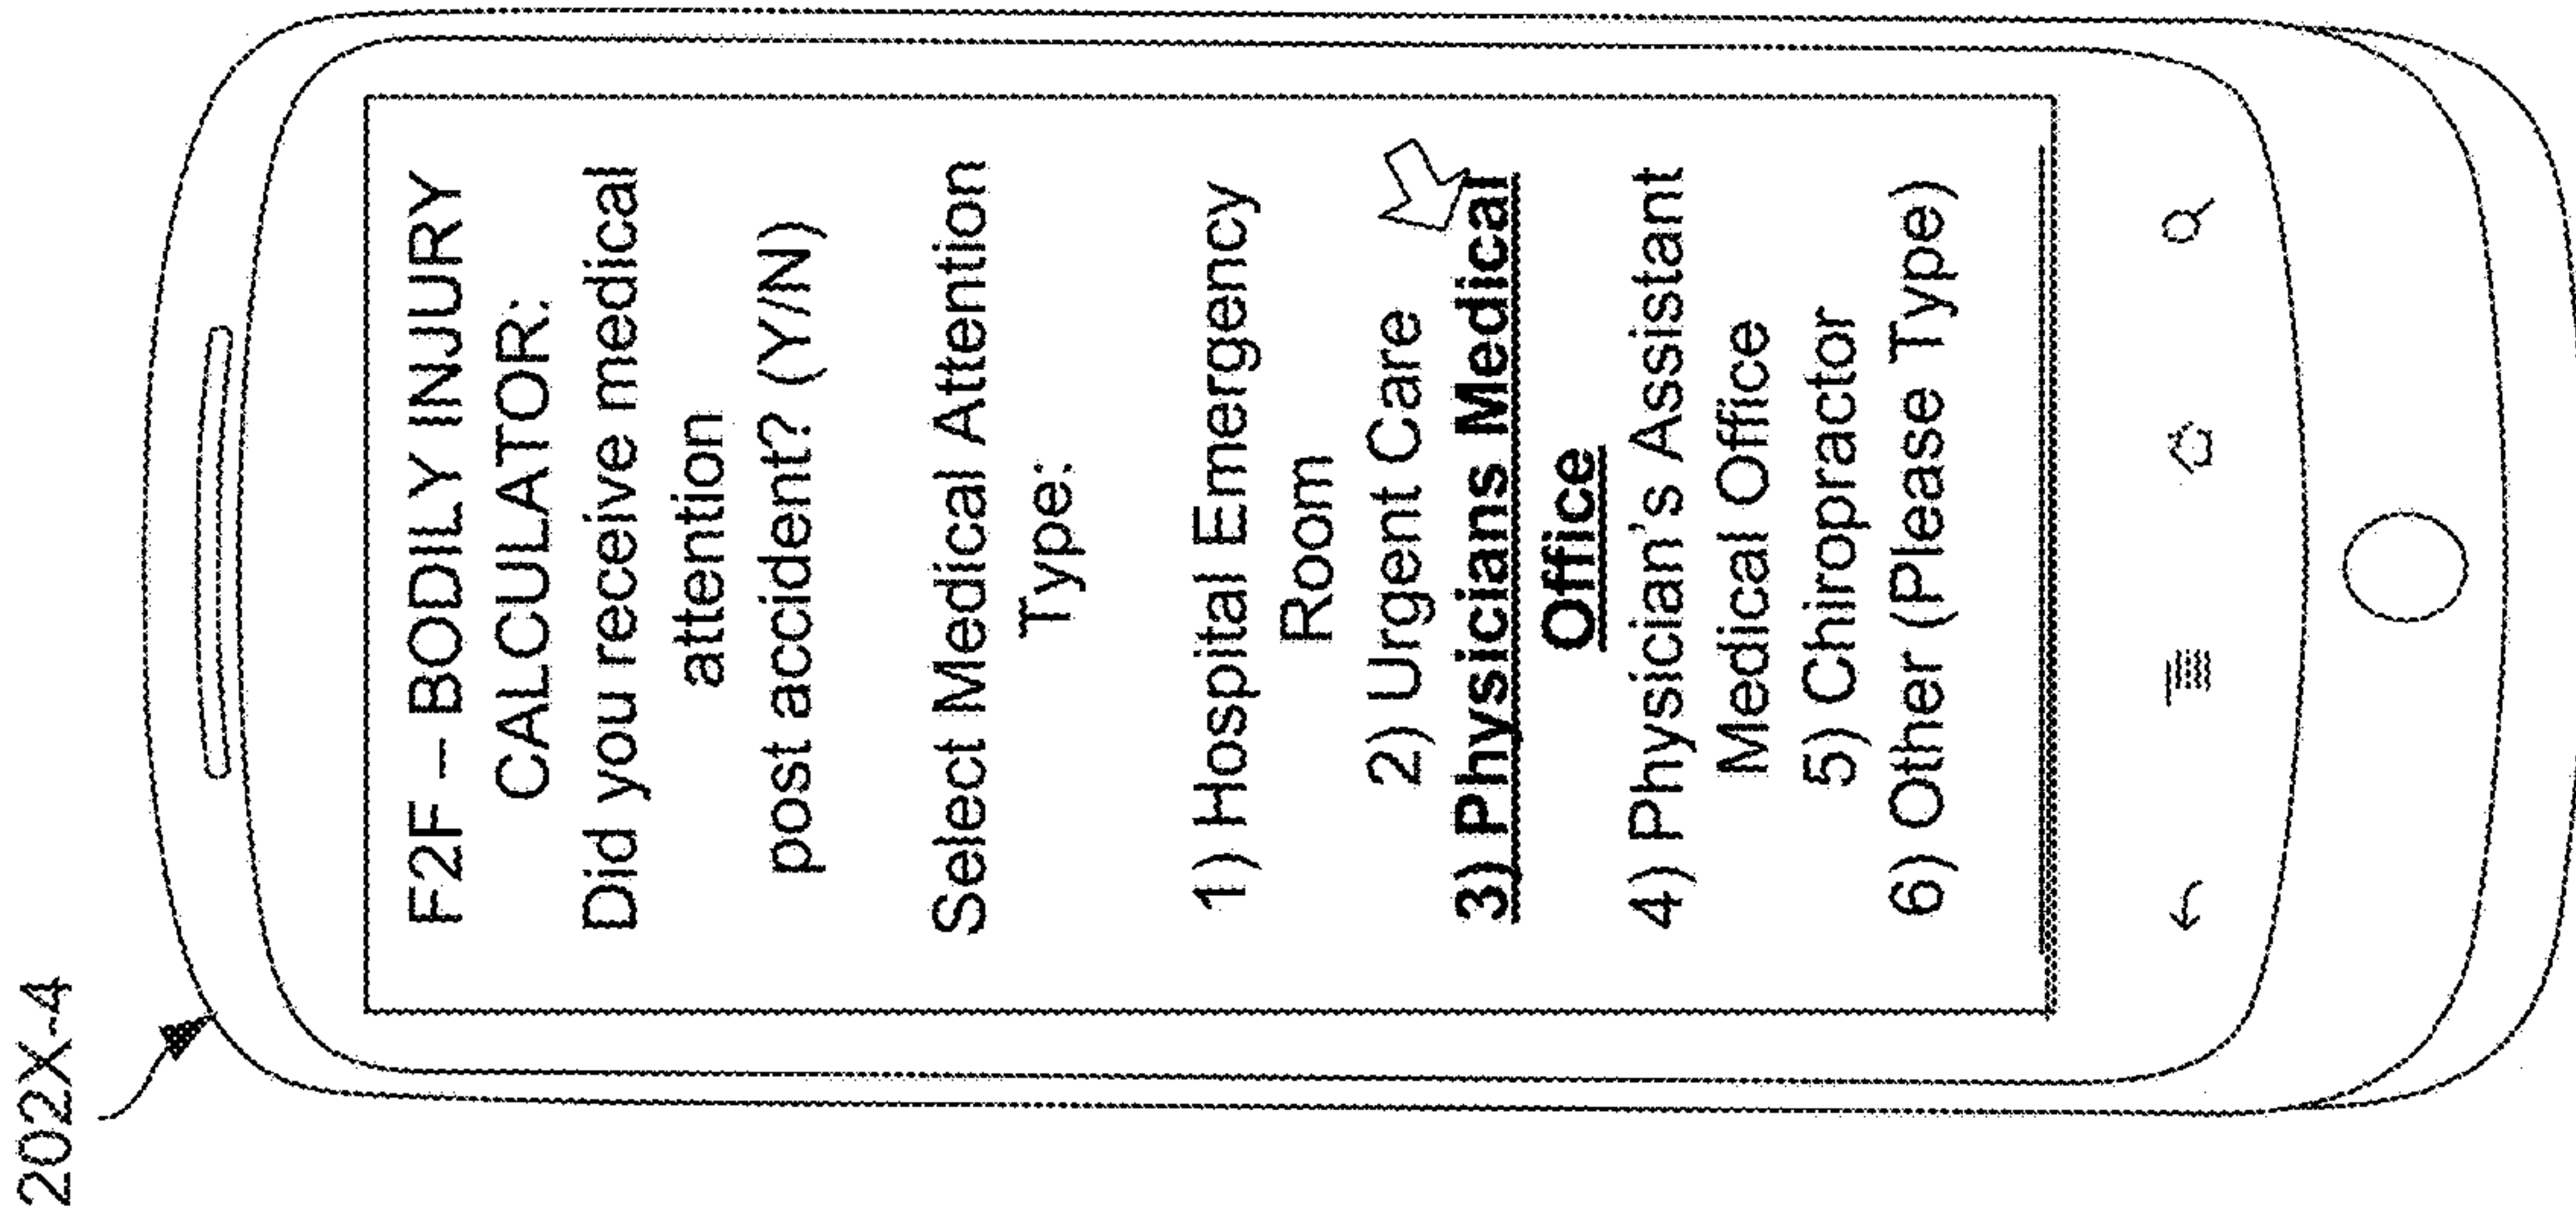 202X-4
F2F – BODILY INJURY
CALCULATOR:
Did you receive medical
attention
post accident? (Y/N)
Select Medical Attention
Type:
1) Hospital Emergency
Room
2) Urgent Care
3) Physicians Medical
Office
4) Physician's Assistant
Medical Office
5) Chiropractor
6) Other (Please Type)